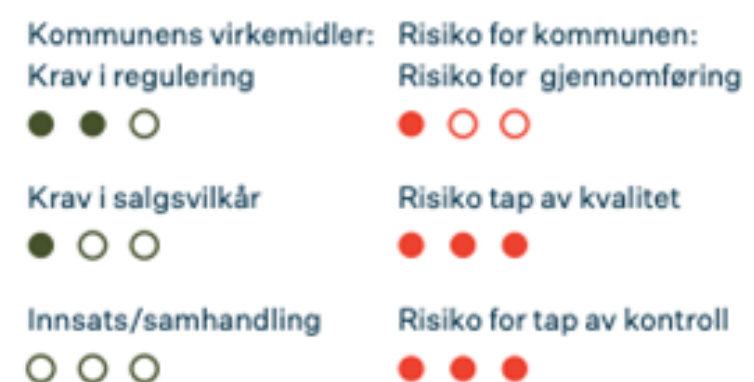 Kommunens virkemidler:
Krav i regulering
Krav i salgsvilkår
Innsats/samhandling
Risiko for kommunen:
Risiko for gjennomføring
Risiko tap av kvalitet
Risiko for tap av kontroll